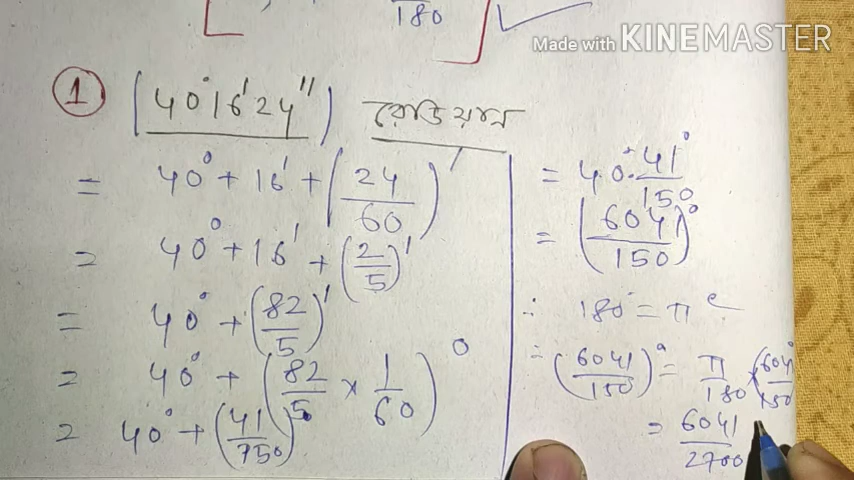 180
Made with KINEMASTER
1 (40°16'24") রেডিয়ান
= 40° + 16' + (24/60)'
= 40° + 16' + (2/5)'
= 40° + (82/5)'
= 40° + (82/5 × 1/60)°
= 40° + (41/750)°
= 40° 41/150°
= (6041/150)°
∴ 180° = π c
= (6041/150)° = π/180 × (6041/150)°
= 6041/2700